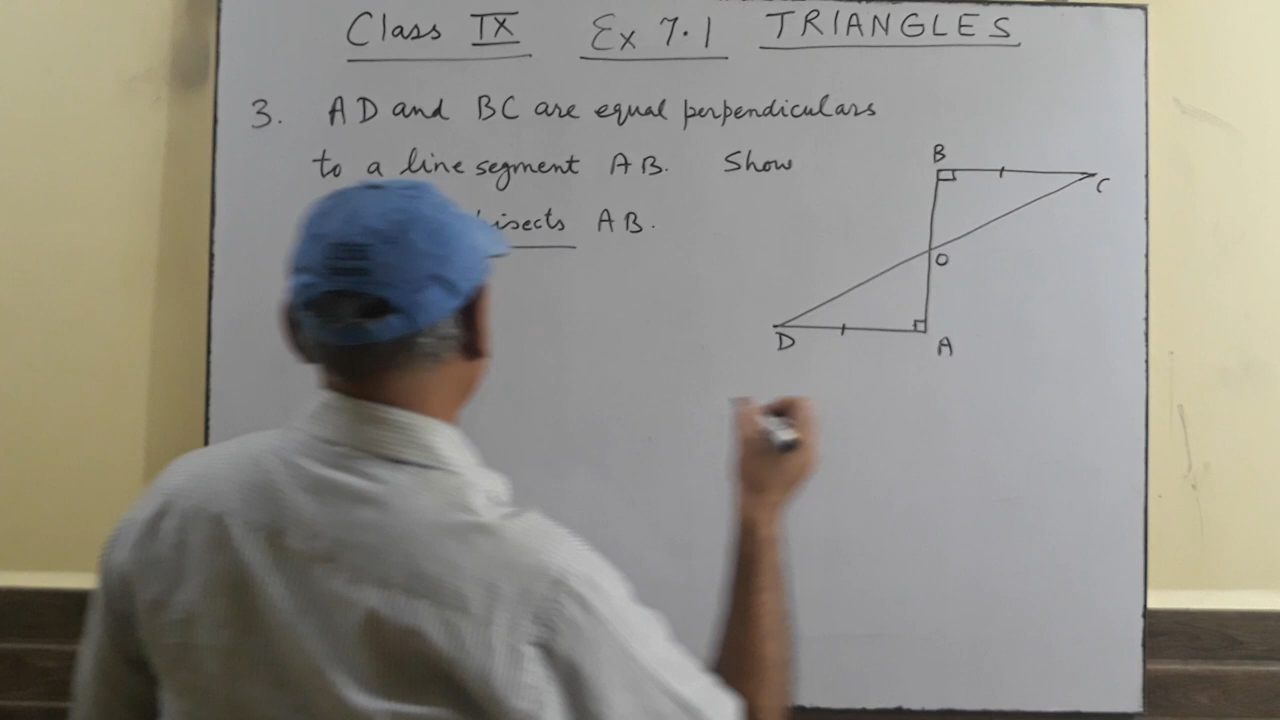 Class IX Ex 7.1 TRIANGLES
3. AD and BC are equal perpendiculars
to a line segment AB. Show
bisects AB.
B
C
O
D
A